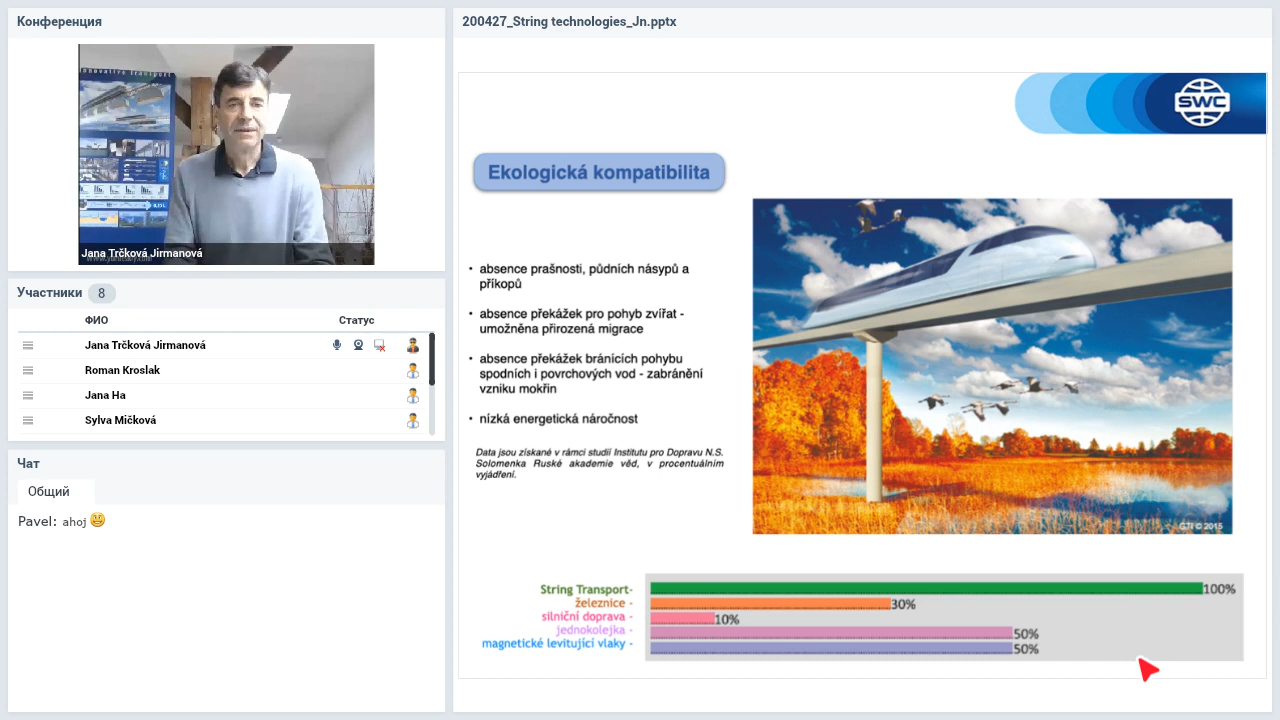 Конференция
Innovative Transport
Jana Trčková Jirmanová
Участники 8
ФИО Статус
Jana Trčková Jirmanová
Roman Kroslak
Jana Ha
Sylva Mičková
Чат
Общий
Pavel: ahoj
200427_String technologies_Jn.pptx
SWC
Ekologická kompatibilita
• absence prašnosti, půdních násypů a
příkopů
• absence překážek pro pohyb zvířat -
umožněna přirozená migrace
• absence překážek bránících pohybu
spodních i povrchových vod - zabránění
vzniku mokřin
• nízká energetická náročnost
Data jsou získané v rámci studií Institutu pro Dopravu N.S.
Solomenka Ruské akademie věd, v procentuálním
vyjádření.
GTI © 2015
String Transport- 100%
železnice - 30%
silniční doprava - 10%
jednokolejka - 50%
magnetické levitující vlaky - 50%